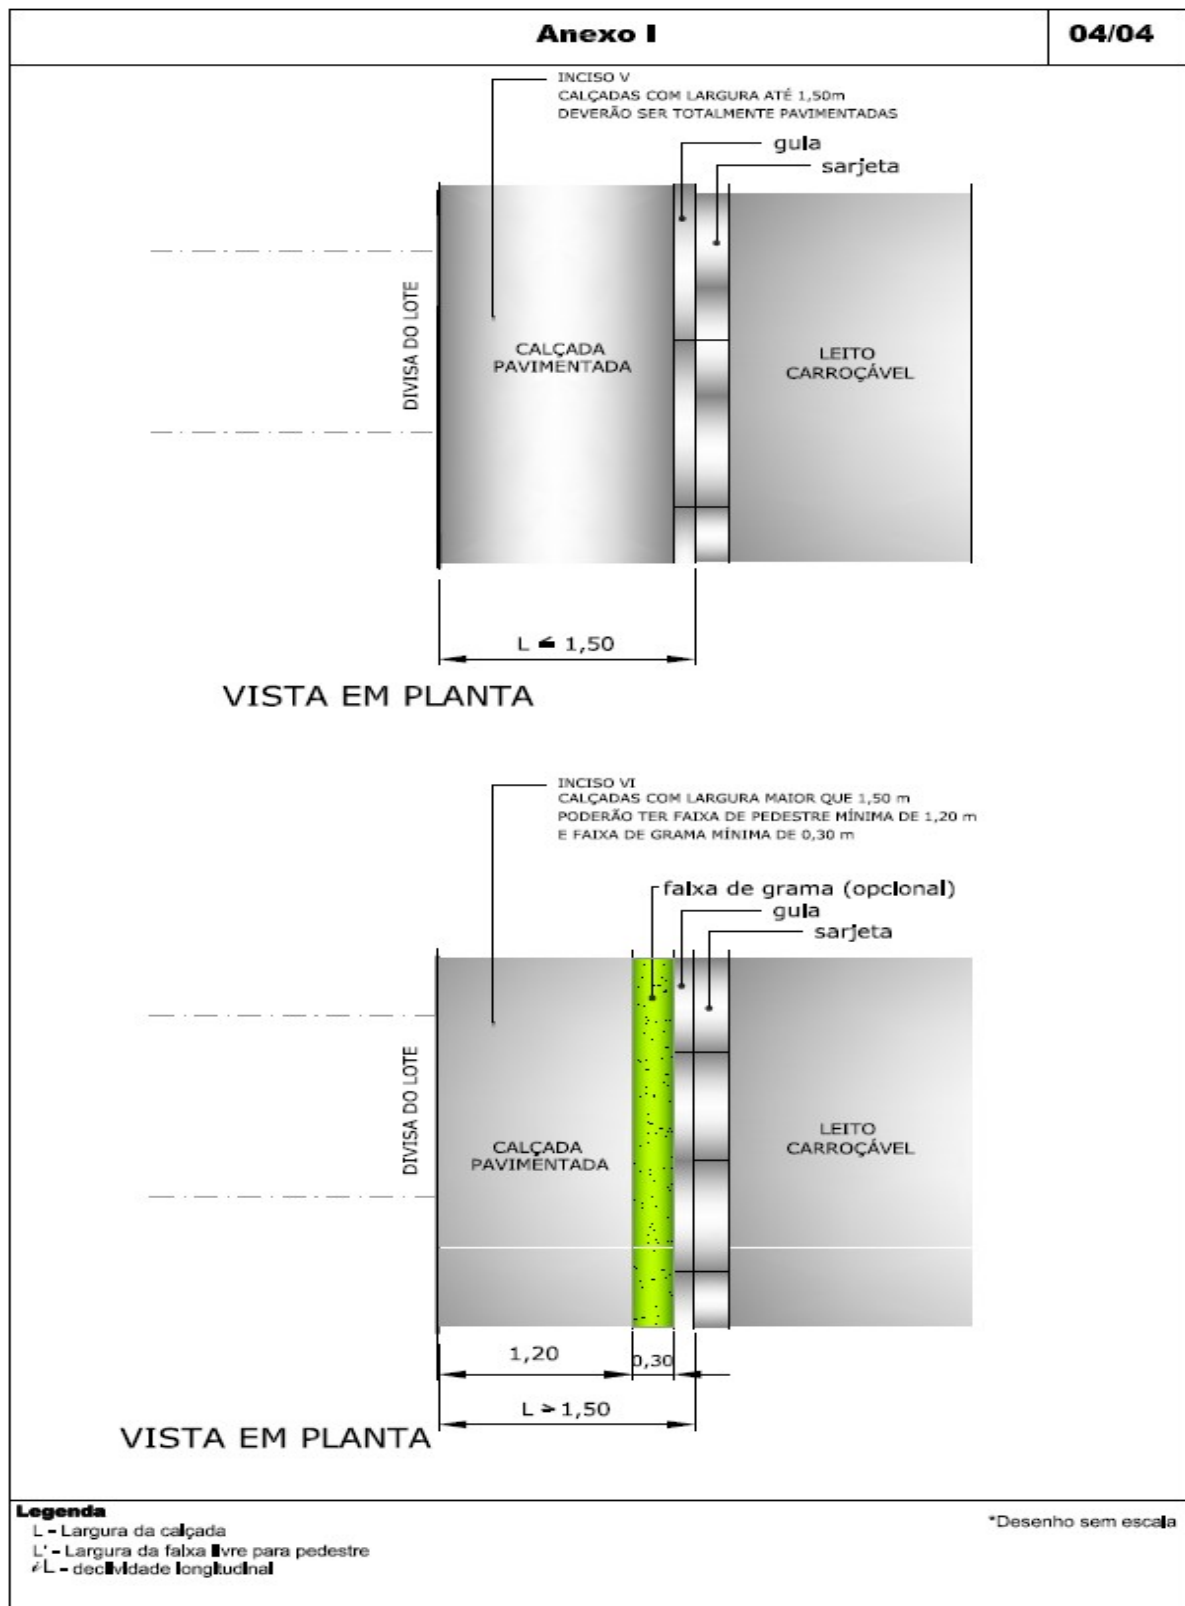 Anexo I
04/04
INCISO V
CALÇADAS COM LARGURA ATÉ 1,50m
DEVERÃO SER TOTALMENTE PAVIMENTADAS
guia
sarjeta
DIVISA DO LOTE
CALÇADA
PAVIMENTADA
LEITO
CARROÇÁVEL
L ≤ 1,50
VISTA EM PLANTA
INCISO VI
CALÇADAS COM LARGURA MAIOR QUE 1,50 m
PODERÃO TER FAIXA DE PEDESTRE MÍNIMA DE 1,20 m
E FAIXA DE GRAMA MÍNIMA DE 0,30 m
faixa de grama (opcional)
guia
sarjeta
DIVISA DO LOTE
CALÇADA
PAVIMENTADA
LEITO
CARROÇÁVEL
1,20
0,30
L > 1,50
VISTA EM PLANTA
Legenda
L - Largura da calçada
L' - Largura da faixa livre para pedestre
iL - declividade longitudinal
*Desenho sem escala